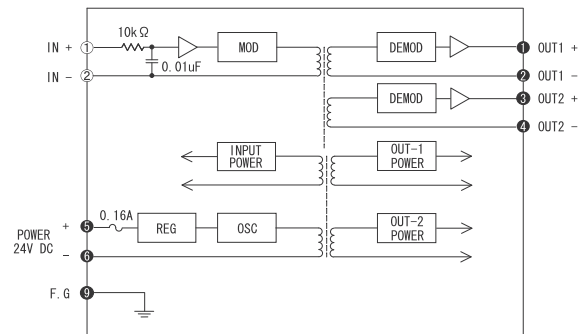 10kΩ
IN + ① MOD DEMOD ❶ OUT1 +
0.01uF
IN - ② ❷ OUT1 -
DEMOD ❸ OUT2 +
❹ OUT2 -
INPUT POWER OUT-1 POWER
0.16A
POWER 24V DC + ❺ REG OSC OUT-2 POWER
- ❻
F.G ❾